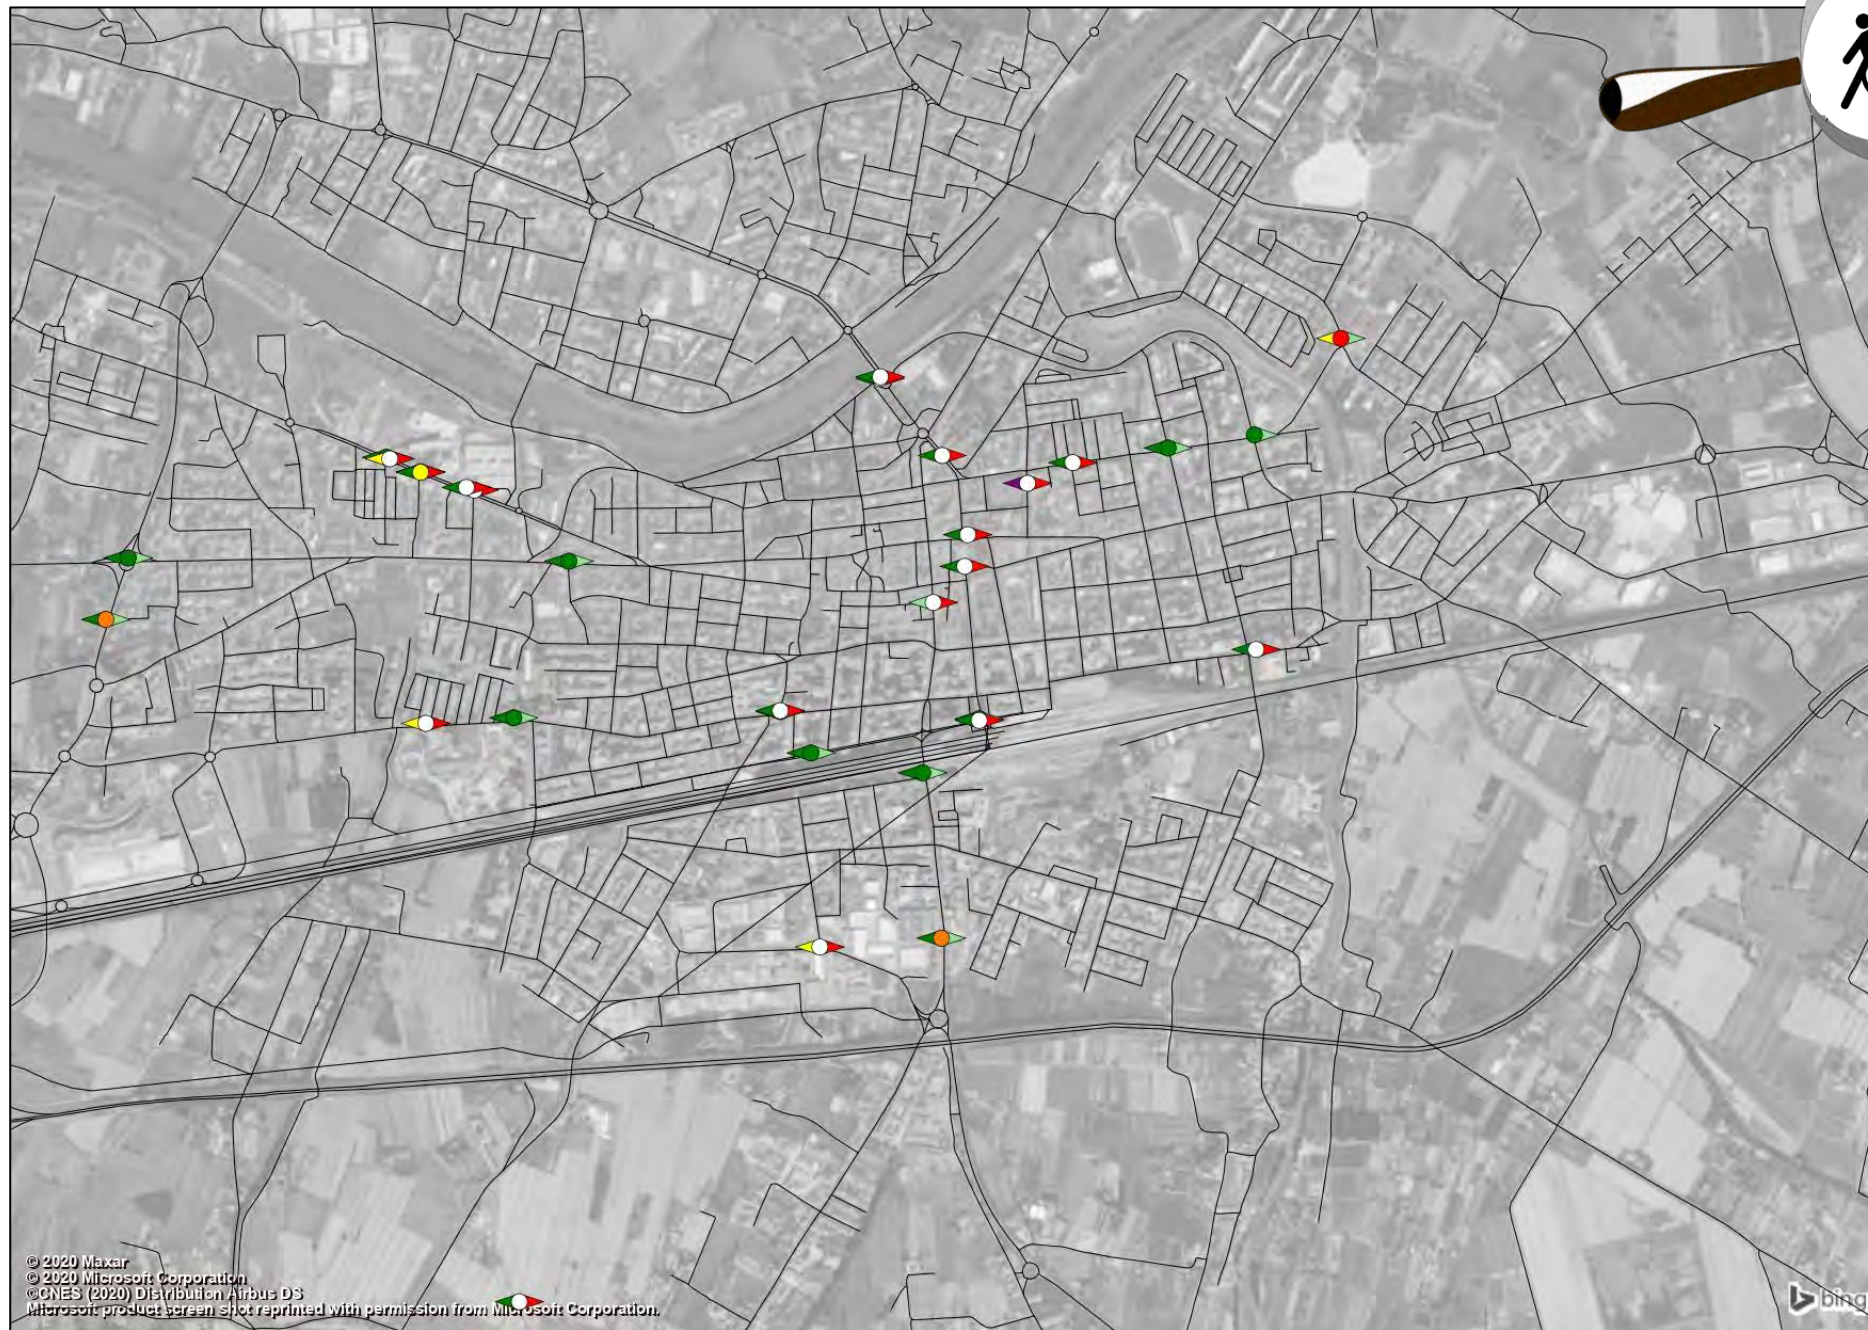 © 2020 Maxar
© 2020 Microsoft Corporation
©CNES (2020) Distribution Airbus DS
Microsoft product screen shot reprinted with permission from Microsoft Corporation.
bing